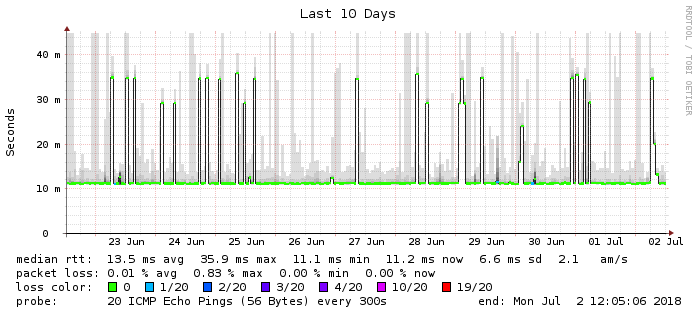 Last 10 Days
RRDTOOL / TOBI OETIKER
Seconds
40 m
30 m
20 m
10 m
0
23 Jun 24 Jun 25 Jun 26 Jun 27 Jun 28 Jun 29 Jun 30 Jun 01 Jul 02 Jul
median rtt: 13.5 ms avg 35.9 ms max 11.1 ms min 11.2 ms now 6.6 ms sd 2.1 am/s
packet loss: 0.01 % avg 0.83 % max 0.00 % min 0.00 % now
loss color: 0 1/20 2/20 3/20 4/20 10/20 19/20
probe: 20 ICMP Echo Pings (56 Bytes) every 300s end: Mon Jul 2 12:05:06 2018